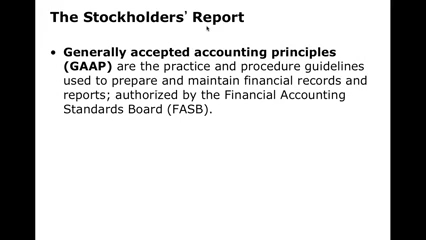 The Stockholders' Report
• Generally accepted accounting principles
(GAAP) are the practice and procedure guidelines
used to prepare and maintain financial records and
reports; authorized by the Financial Accounting
Standards Board (FASB).